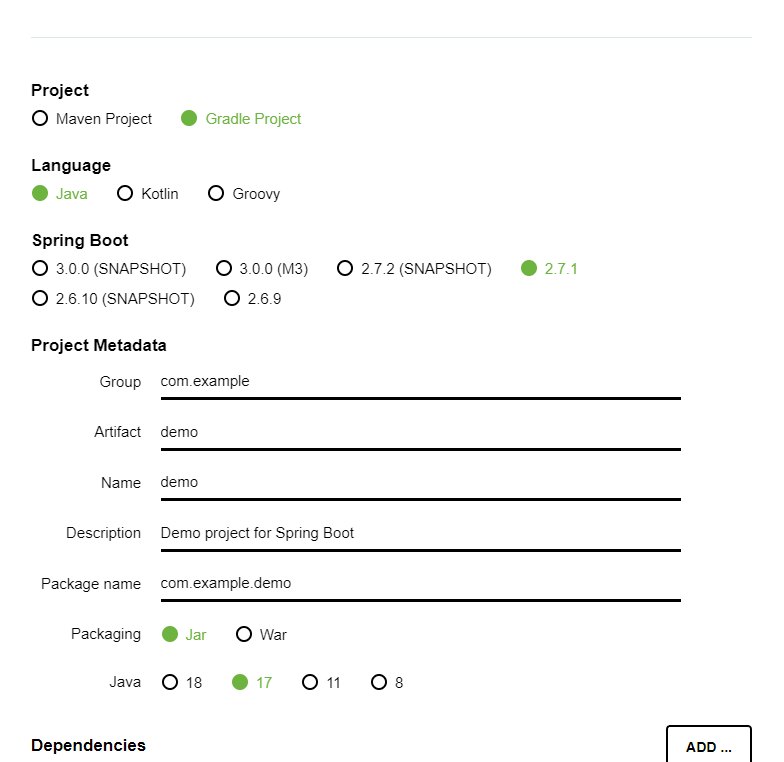 Project
Maven Project Gradle Project
Language
Java Kotlin Groovy
Spring Boot
3.0.0 (SNAPSHOT) 3.0.0 (M3) 2.7.2 (SNAPSHOT) 2.7.1
2.6.10 (SNAPSHOT) 2.6.9
Project Metadata
Group com.example
Artifact demo
Name demo
Description Demo project for Spring Boot
Package name com.example.demo
Packaging Jar War
Java 18 17 11 8
Dependencies ADD ...